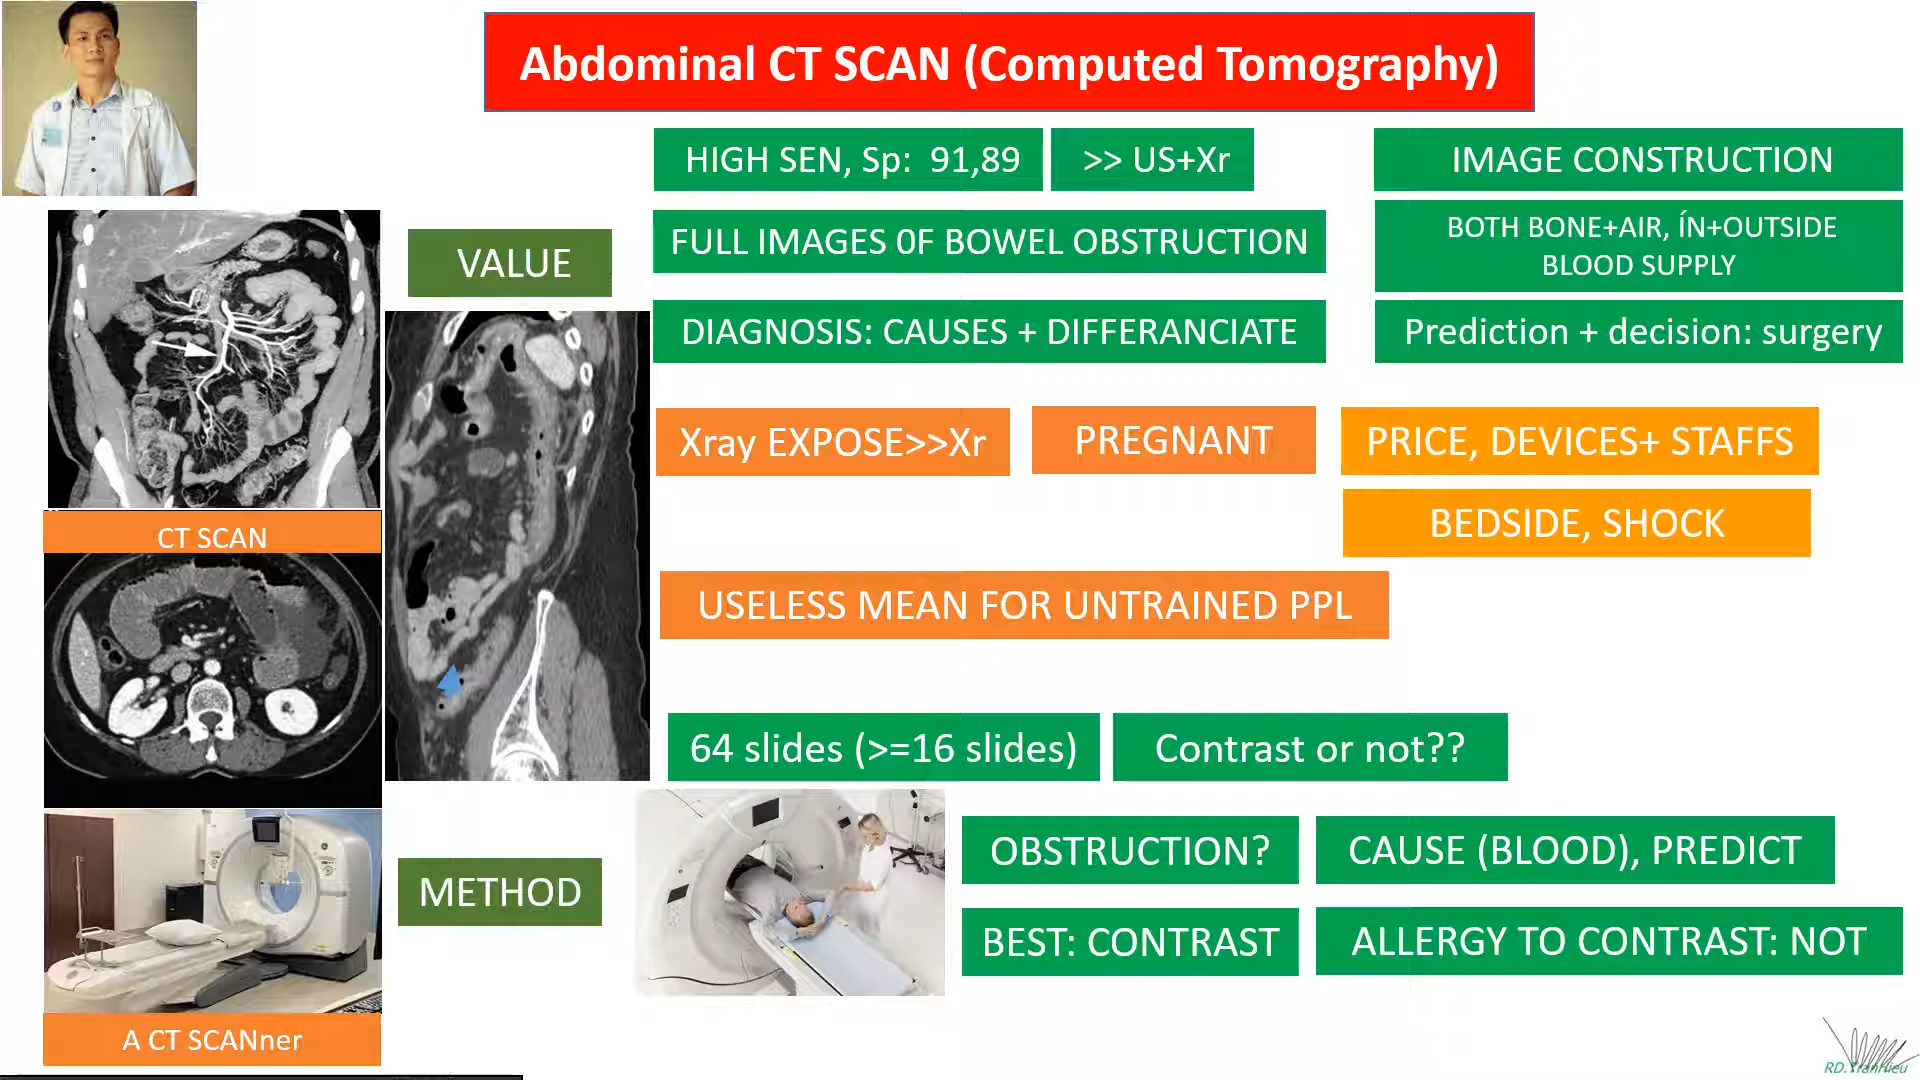 Abdominal CT SCAN (Computed Tomography)
HIGH SEN, Sp:  91,89
>> US+Xr
IMAGE CONSTRUCTION
VALUE
FULL IMAGES 0F BOWEL OBSTRUCTION
BOTH BONE+AIR, ÍN+OUTSIDE
BLOOD SUPPLY
DIAGNOSIS: CAUSES + DIFFERANCIATE
Prediction + decision: surgery
Xray EXPOSE>>Xr
PREGNANT
PRICE, DEVICES+ STAFFS
BEDSIDE, SHOCK
CT SCAN
USELESS MEAN FOR UNTRAINED PPL
64 slides (>=16 slides)
Contrast or not??
METHOD
OBSTRUCTION?
CAUSE (BLOOD), PREDICT
BEST: CONTRAST
ALLERGY TO CONTRAST: NOT
A CT SCANner
RD.TranHieu